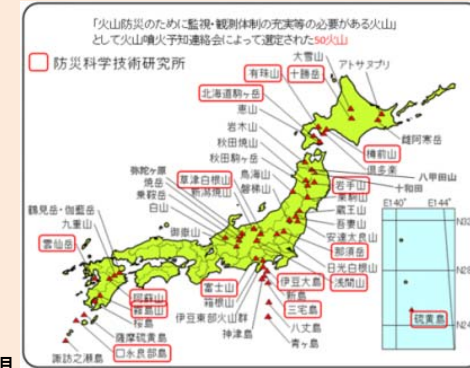 「火山防災のために監視・観測体制の充実等の必要がある火山」
として火山噴火予知連絡会によって選定された50火山
防災科学技術研究所
大雪山
有珠山
十勝岳
アトサヌプリ
北海道駒ヶ岳
恵山
岩木山
雌阿寒岳
秋田焼山
樽前山
秋田駒ヶ岳
倶多楽
弥陀ヶ原
鳥海山
八甲田山
焼岳
草津白根山
磐梯山
岩手山
十和田
乗鞍岳
新潟焼山
栗駒山
鶴見岳・伽藍岳
白山
蔵王山
九重山
御嶽山
吾妻山
安達太良山
雲仙岳
那須岳
日光白根山
富士山
伊豆大島
浅間山
阿蘇山
箱根山
新島
霧島山
伊豆東部火山群
三宅島
桜島
神津島
八丈島
薩摩硫黄島
青ヶ島
口永良部島
諏訪之瀬島
E140°
E144°
N32
N28
硫黄島
N24